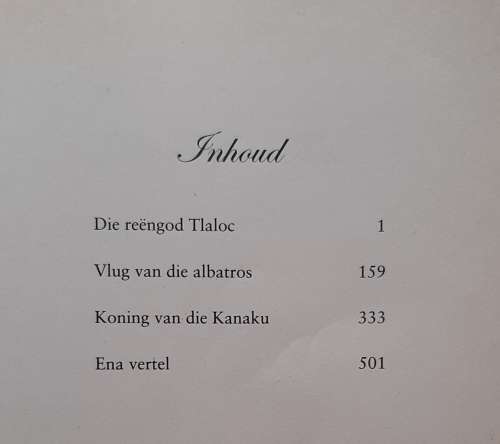 Inhoud
Die reëngod Tlaloc 1
Vlug van die albatros 159
Koning van die Kanaku 333
Ena vertel 501